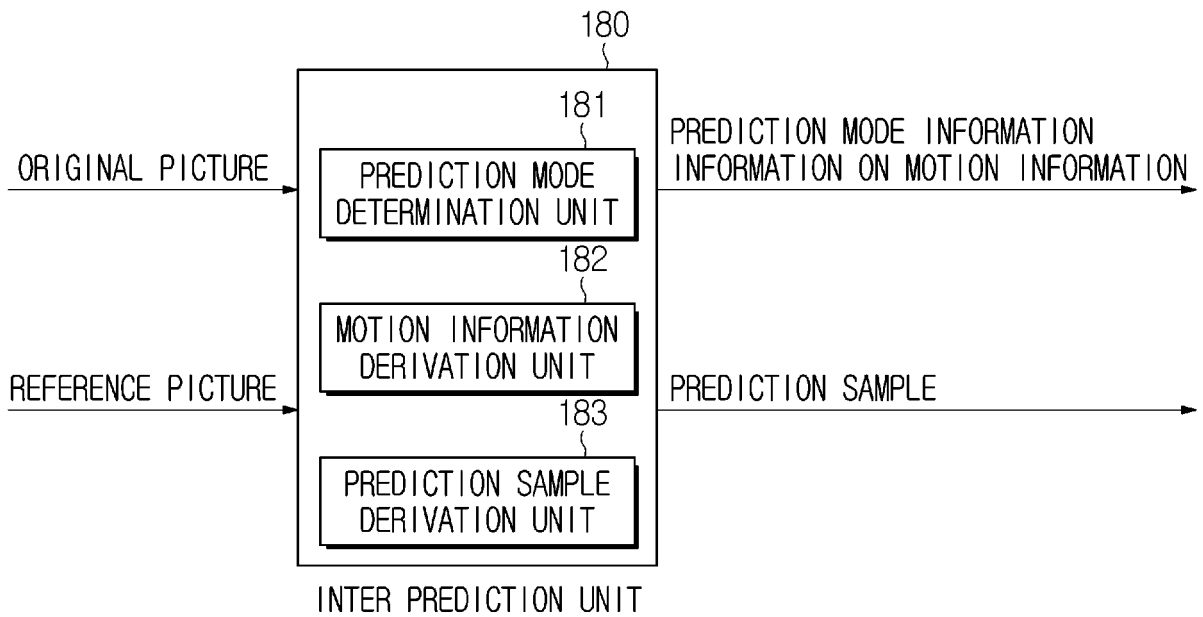 180
181
PREDICTION MODE INFORMATION
ORIGINAL PICTURE
PREDICTION MODE
INFORMATION ON MOTION INFORMATION
DETERMINATION UNIT
182
MOTION INFORMATION
DERIVATION UNIT
REFERENCE PICTURE
PREDICTION SAMPLE
183
PREDICTION SAMPLE
DERIVATION UNIT
INTER PREDICTION UNIT